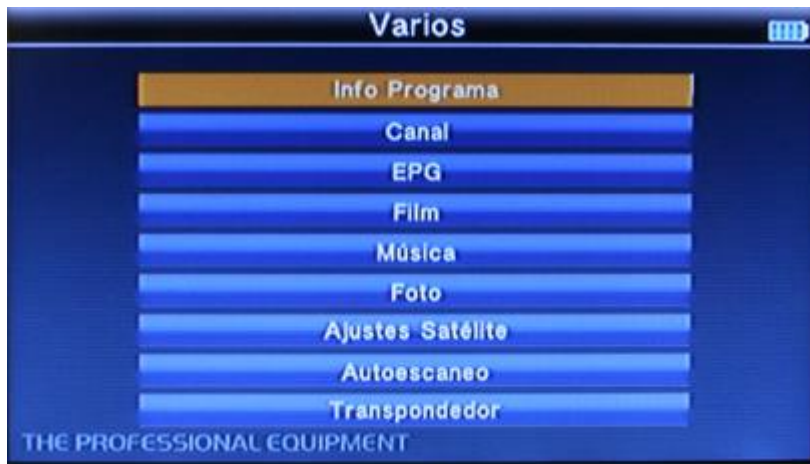 Varios
Info Programa
Canal
EPG
Film
Música
Foto
Ajustes Satélite
Autoescaneo
Transpondedor
THE PROFESSIONAL EQUIPMENT